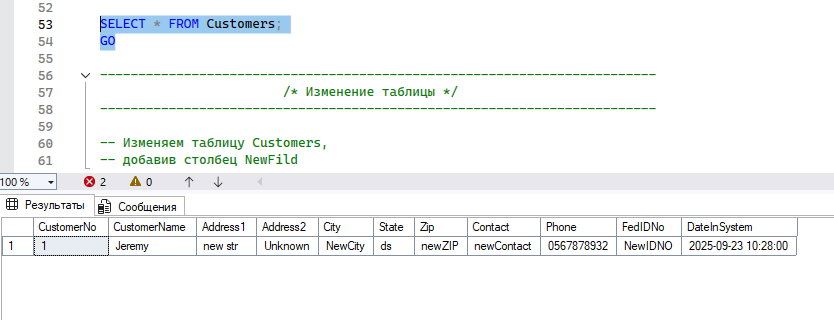 52
53 SELECT * FROM Customers;
54 GO
55
56 -----------------------------------------------------------------------
57 /* Изменение таблицы */
58 -----------------------------------------------------------------------
59
60 -- Изменяем таблицу Customers,
61 -- добавив столбец NewFild
100 % 2 0
Результаты Сообщения
CustomerNo CustomerName Address1 Address2 City State Zip Contact Phone FedIDNo DateInSystem
1 1 Jeremy new str Unknown NewCity ds newZIP newContact 0567878932 NewIDNO 2025-09-23 10:28:00